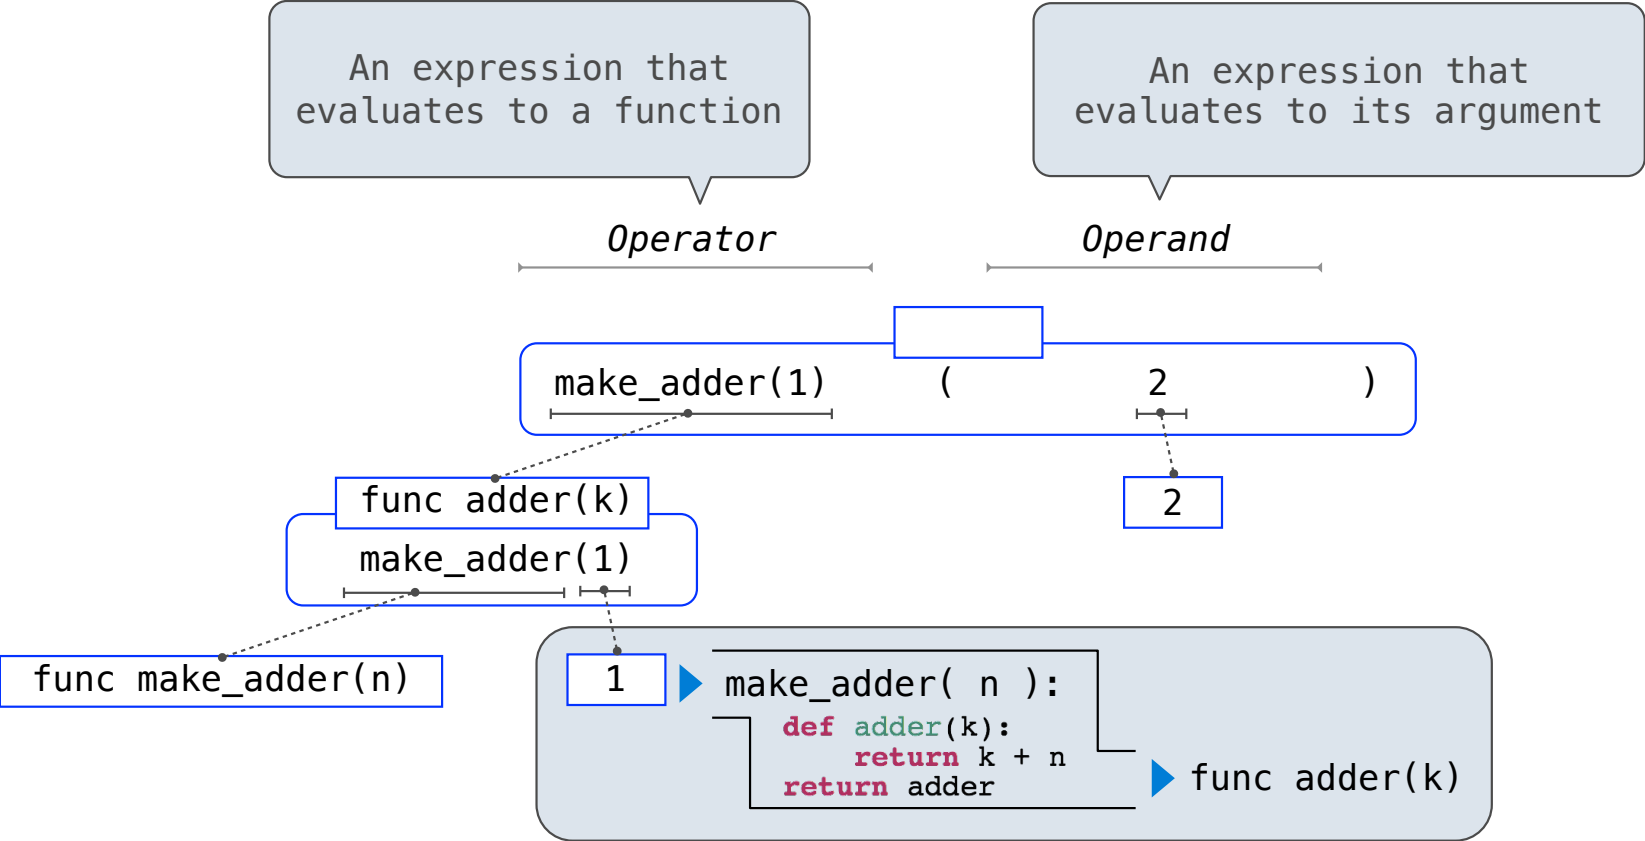 An expression that
evaluates to a function
An expression that
evaluates to its argument
Operator
Operand
make_adder(1) ( 2 )
func adder(k)
2
make_adder(1)
func make_adder(n)
1
make_adder( n ):
def adder(k):
return k + n
return adder
func adder(k)